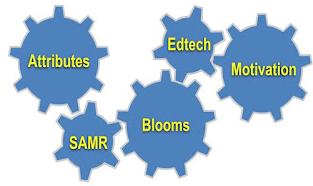 Attributes
Edtech
Motivation
SAMR
Blooms